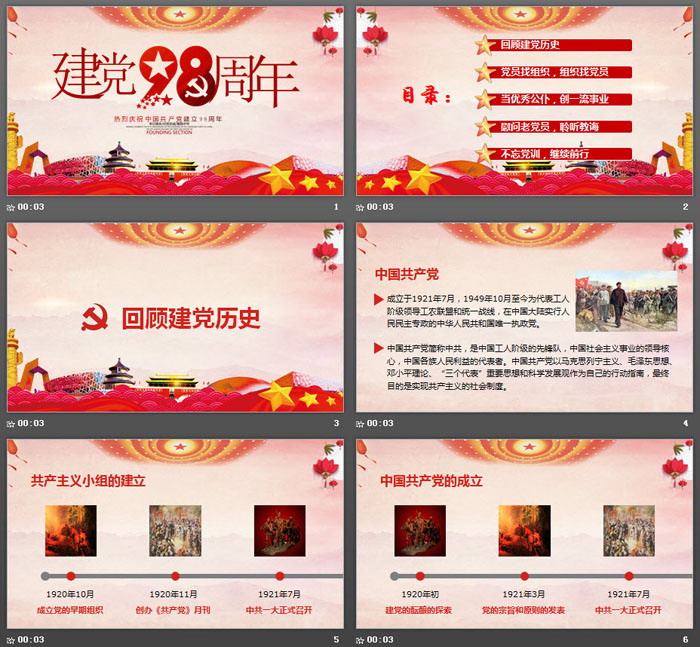 建党98周年
热烈庆祝中国共产党建立98周年
FOUNDING SECTION
00:03
1
目录：
回顾建党历史
党员找组织，组织找党员
当优秀公仆，创一流事业
慰问老党员，聆听教诲
不忘党训，继续前行
00:03
2
回顾建党历史
00:03
3
中国共产党
成立于1921年7月，1949年10月至今为代表工人
阶级领导工农联盟和统一战线，在中国大陆实行人
民民主专政的中华人民共和国唯一执政党。
中国共产党简称中共，是中国工人阶级的先锋队，中国社会主义事业的领导核
心，中国各族人民利益的代表者。中国共产党以马克思列宁主义、毛泽东思想、
邓小平理论、“三个代表”重要思想和科学发展观作为自己的行动指南，最终
目的是实现共产主义的社会制度。
00:03
4
共产主义小组的建立
1920年10月
1920年11月
1921年7月
成立党的早期组织
创办《共产党》月刊
中共一大正式召开
00:03
5
中国共产党的成立
1920年初
1921年3月
1921年7月
建党的酝酿的探索
党的宗旨和原则的发表
中共一大正式召开
00:03
6